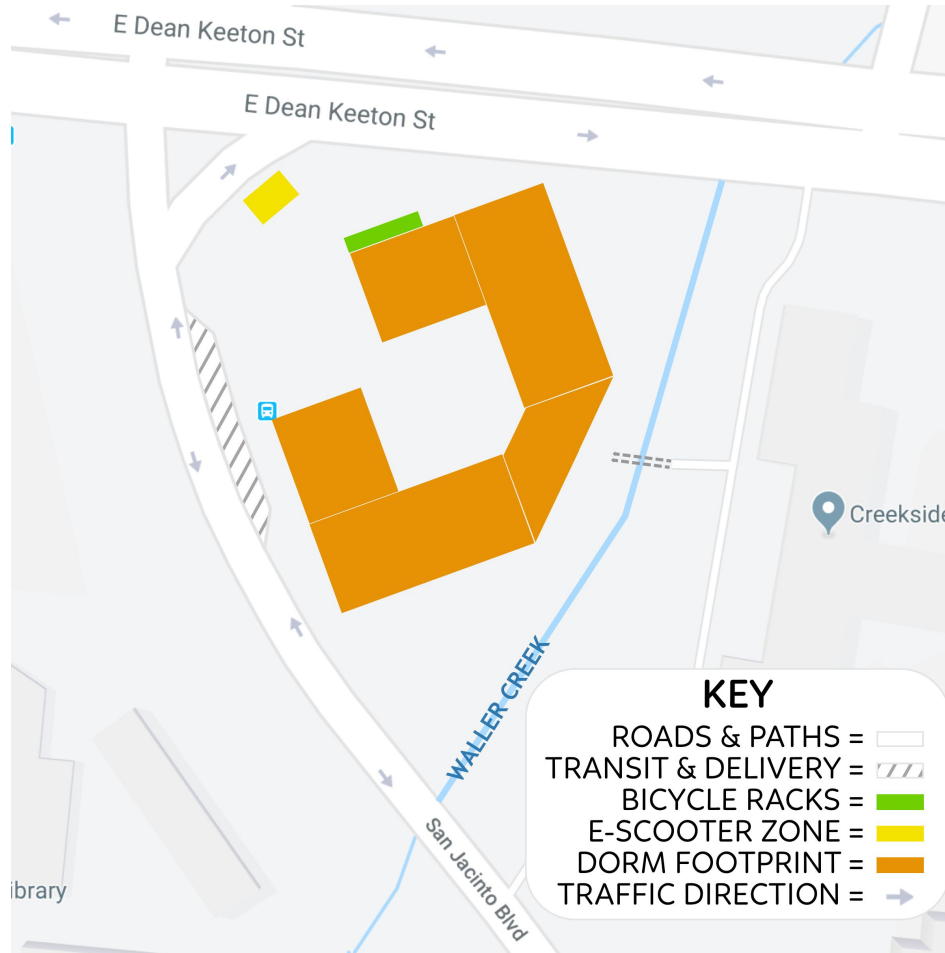 E Dean Keeton St
E Dean Keeton St
Creekside
WALLER CREEK
KEY
ROADS & PATHS =
TRANSIT & DELIVERY =
BICYCLE RACKS =
E-SCOOTER ZONE =
DORM FOOTPRINT =
TRAFFIC DIRECTION =
San Jacinto Blvd
ibrary